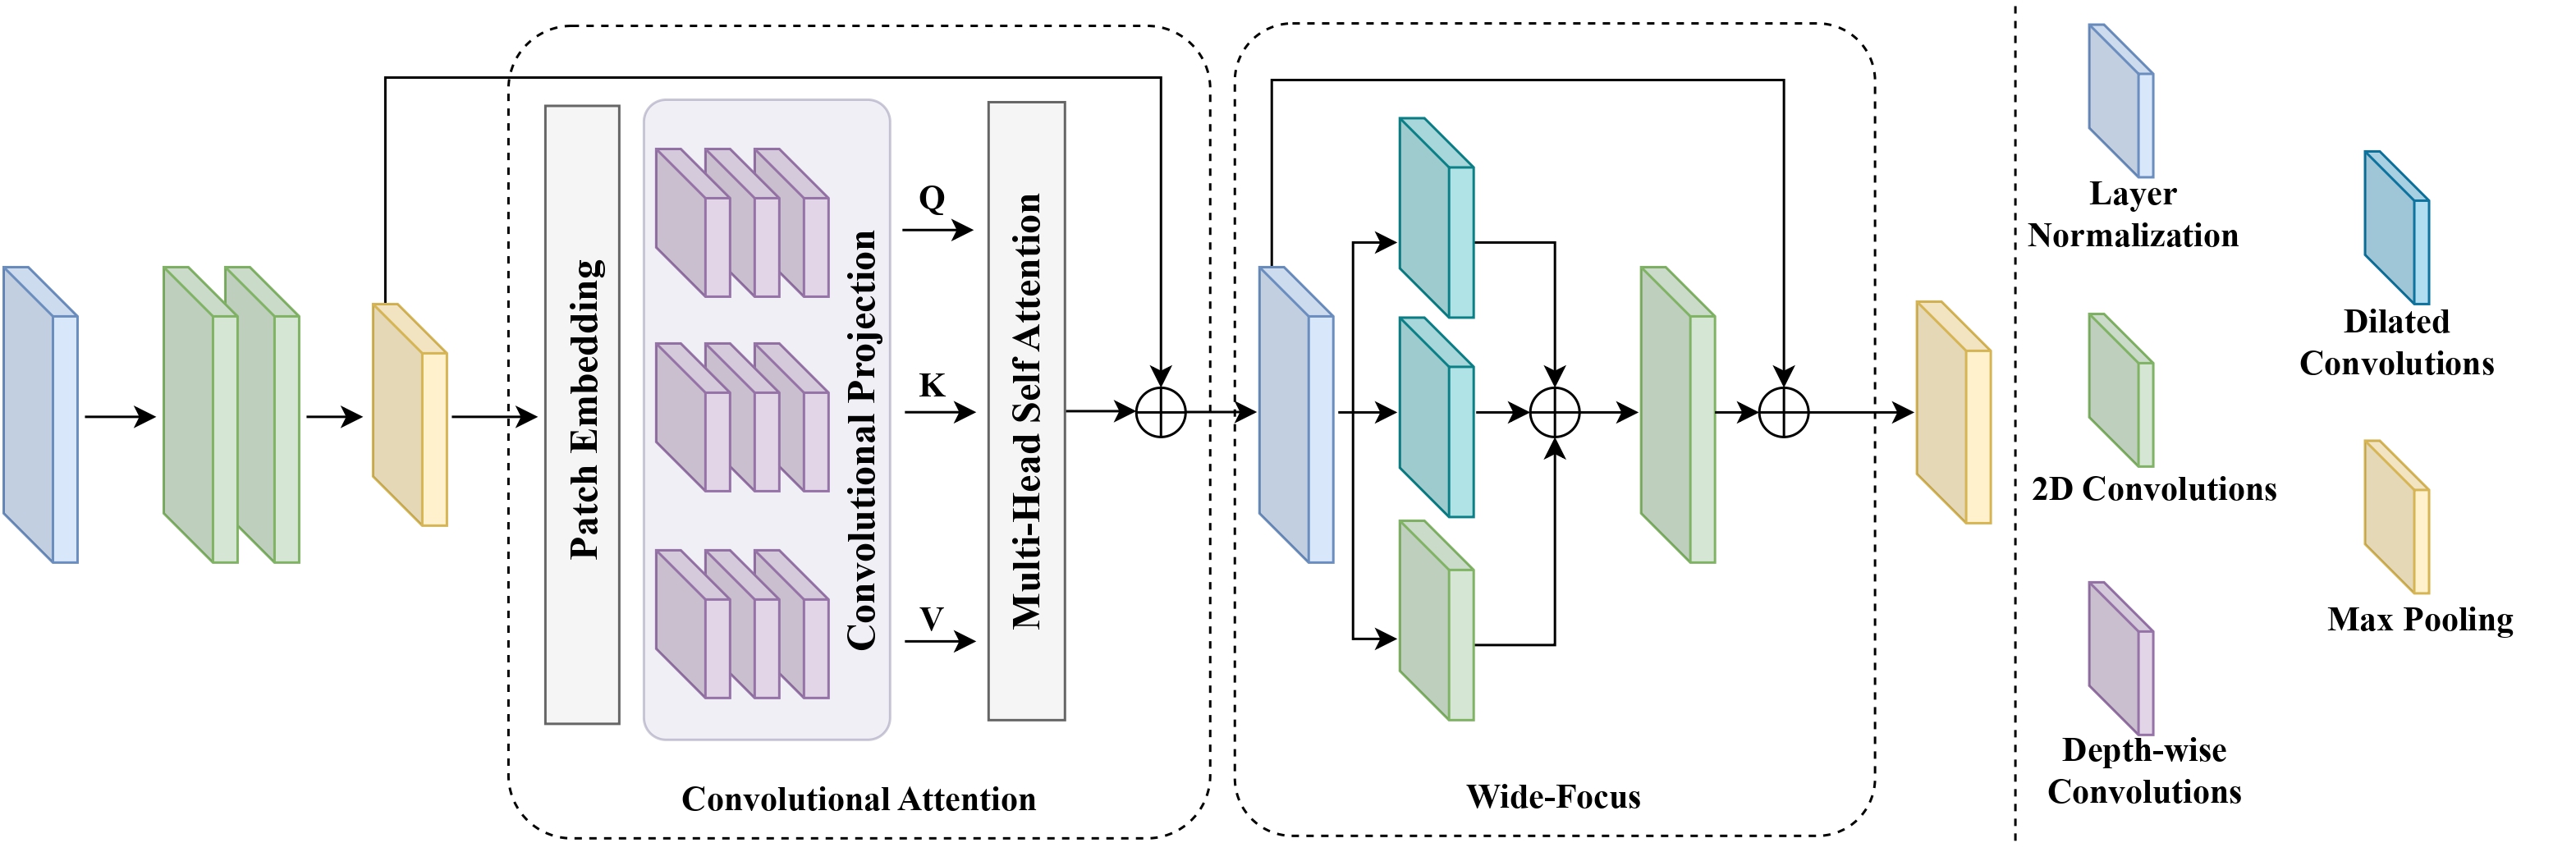 Patch Embedding
Convolutional Projection
Q
K
V
Multi-Head Self Attention
Convolutional Attention
Wide-Focus
Layer
Normalization
2D Convolutions
Depth-wise
Convolutions
Dilated
Convolutions
Max Pooling